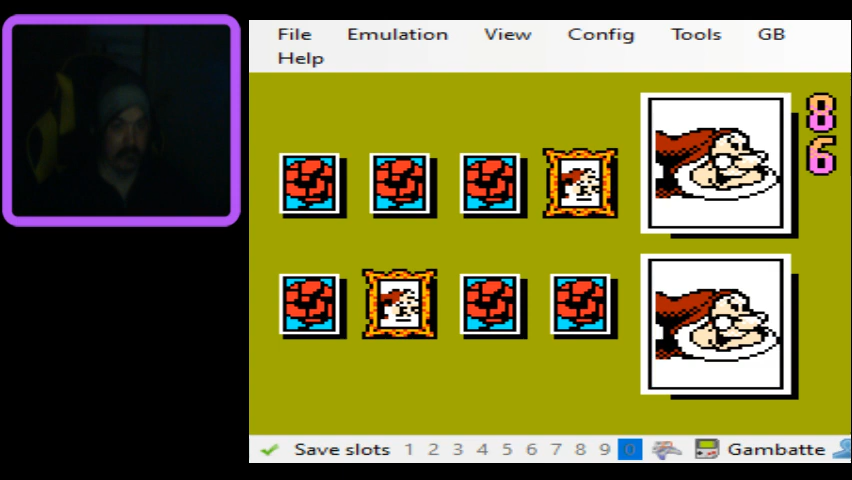 File Emulation View Config Tools GB
Help
8
6
Save slots 1 2 3 4 5 6 7 8 9 0 Gambatte